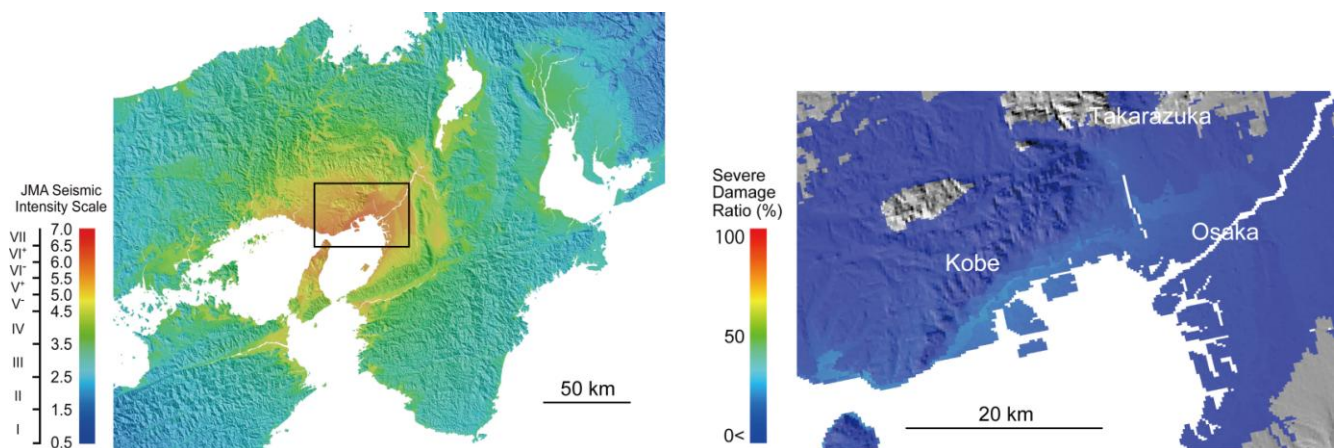 JMA Seismic
Intensity Scale
VII
VI⁺
VI⁻
V⁺
V⁻
IV
III
II
I
7.0
6.5
6.0
5.5
5.0
4.5
3.5
2.5
1.5
0.5
50 km
Severe
Damage
Ratio (%)
100
50
0<
Takarazuka
Osaka
Kobe
20 km